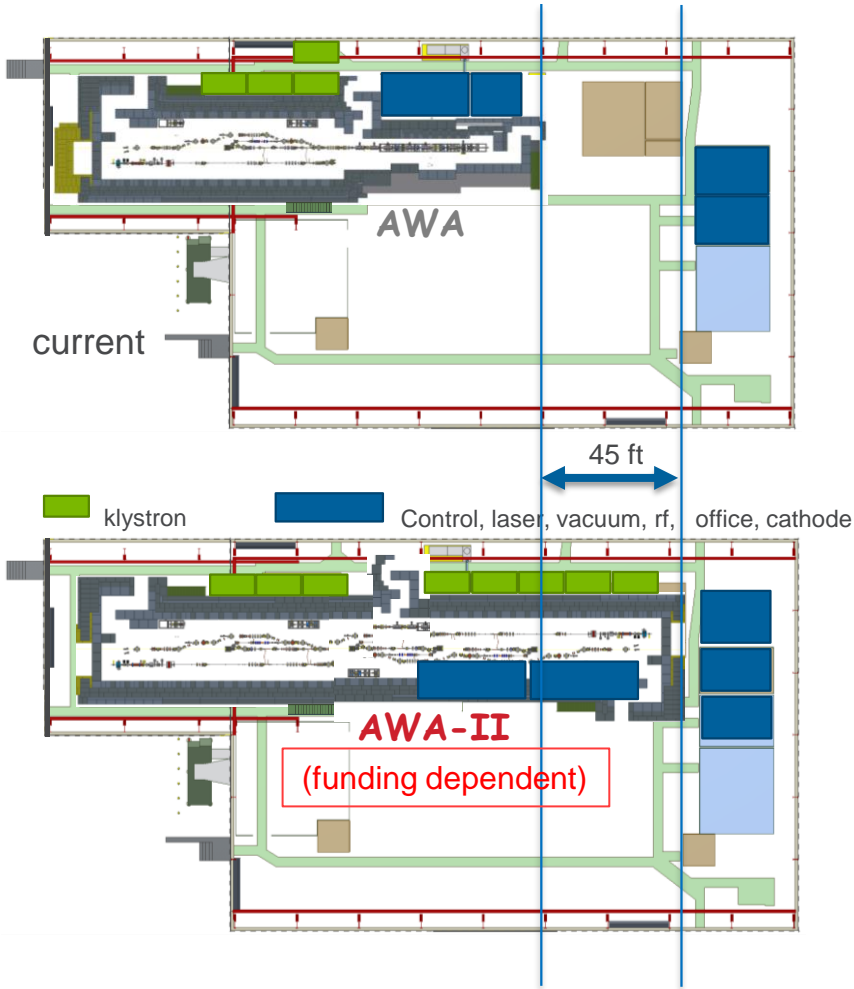 AWA
current
45 ft
klystron
Control, laser, vacuum, rf, office, cathode
AWA-II
(funding dependent)